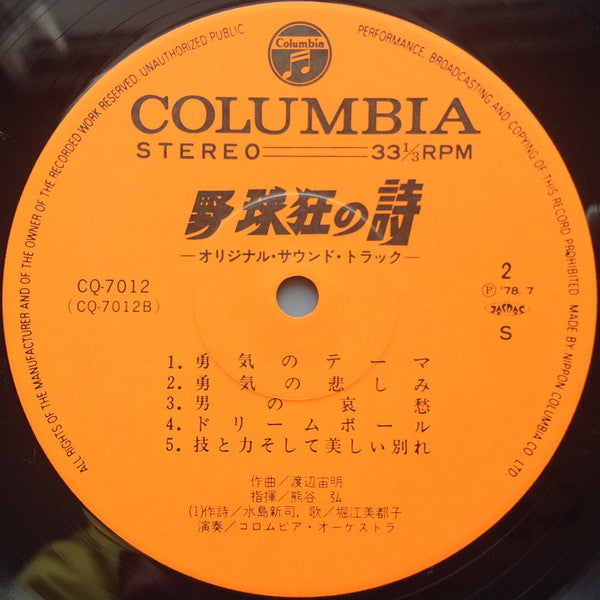 ALL RIGHTS OF THE MANUFACTURER AND OF THE OWNER OF THE RECORDED WORK RESERVED. UNAUTHORIZED PUBLIC PERFORMANCE, BROADCASTING AND COPYING OF THIS RECORD PROHIBITED. MADE BY NIPPON COLUMBIA CO., LTD.
Columbia
COLUMBIA
STEREO 33 1/3 RPM
野球狂の詩
―オリジナル・サウンド・トラック―
CQ-7012
(CQ-7012B)
2
Ⓟ '78. 7
JASRAC
S
1. 勇気のテーマ
2. 勇気の悲しみ
3. 男の哀愁
4. ドリームボール
5. 技と力そして美しい別れ
作曲/渡辺宙明
指揮/熊谷 弘
(1)作詩/水島新司, 歌/堀江美都子
演奏/コロムビア・オーケストラ